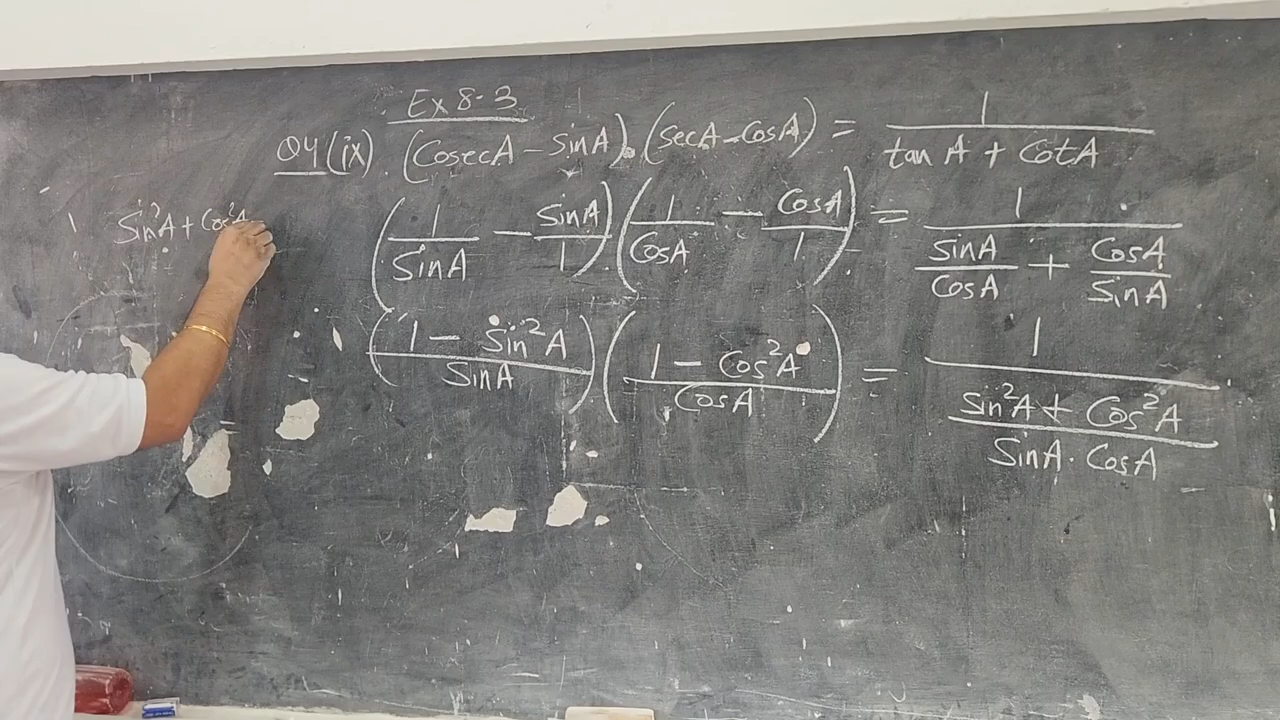 Ex 8.3
Q4(ix). (CosecA - sinA).(secA - CosA) = 1/(tan A + CotA)
(1/SinA - SinA/1)(1/CosA - CosA/1) = 1/(SinA/CosA + CosA/SinA)
((1 - Sin²A)/SinA)((1 - Cos²A)/CosA) = 1/((Sin²A + Cos²A)/(SinA . CosA))
Sin²A + Cos²A